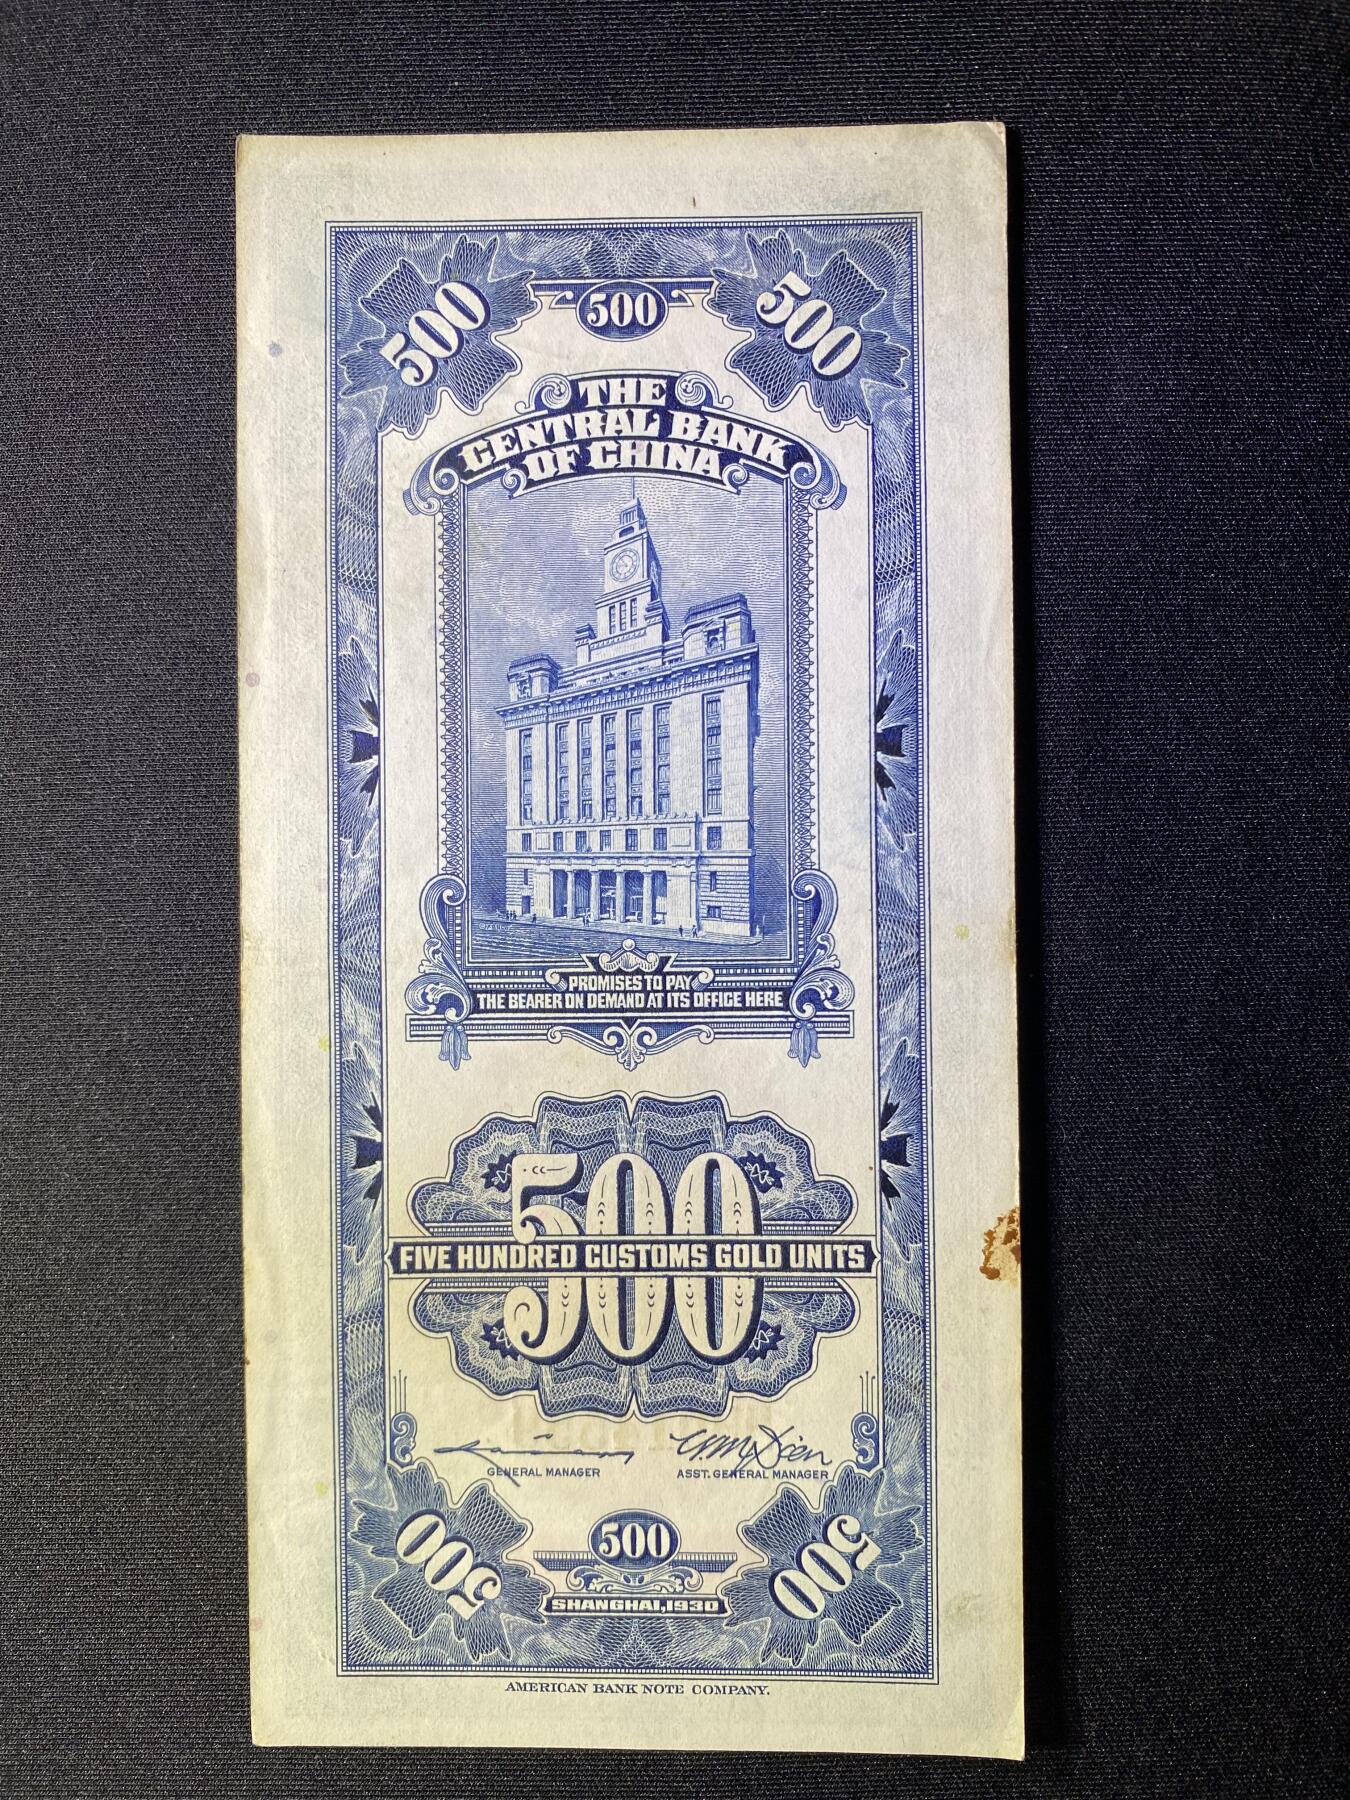 500
500
500
THE
CENTRAL BANK
OF CHINA
PROMISES TO PAY
THE BEARER ON DEMAND AT ITS OFFICE HERE
500
FIVE HUNDRED CUSTOMS GOLD UNITS
GENERAL MANAGER
ASST. GENERAL MANAGER
500
500
500
SHANGHAI, 1930
AMERICAN BANK NOTE COMPANY.